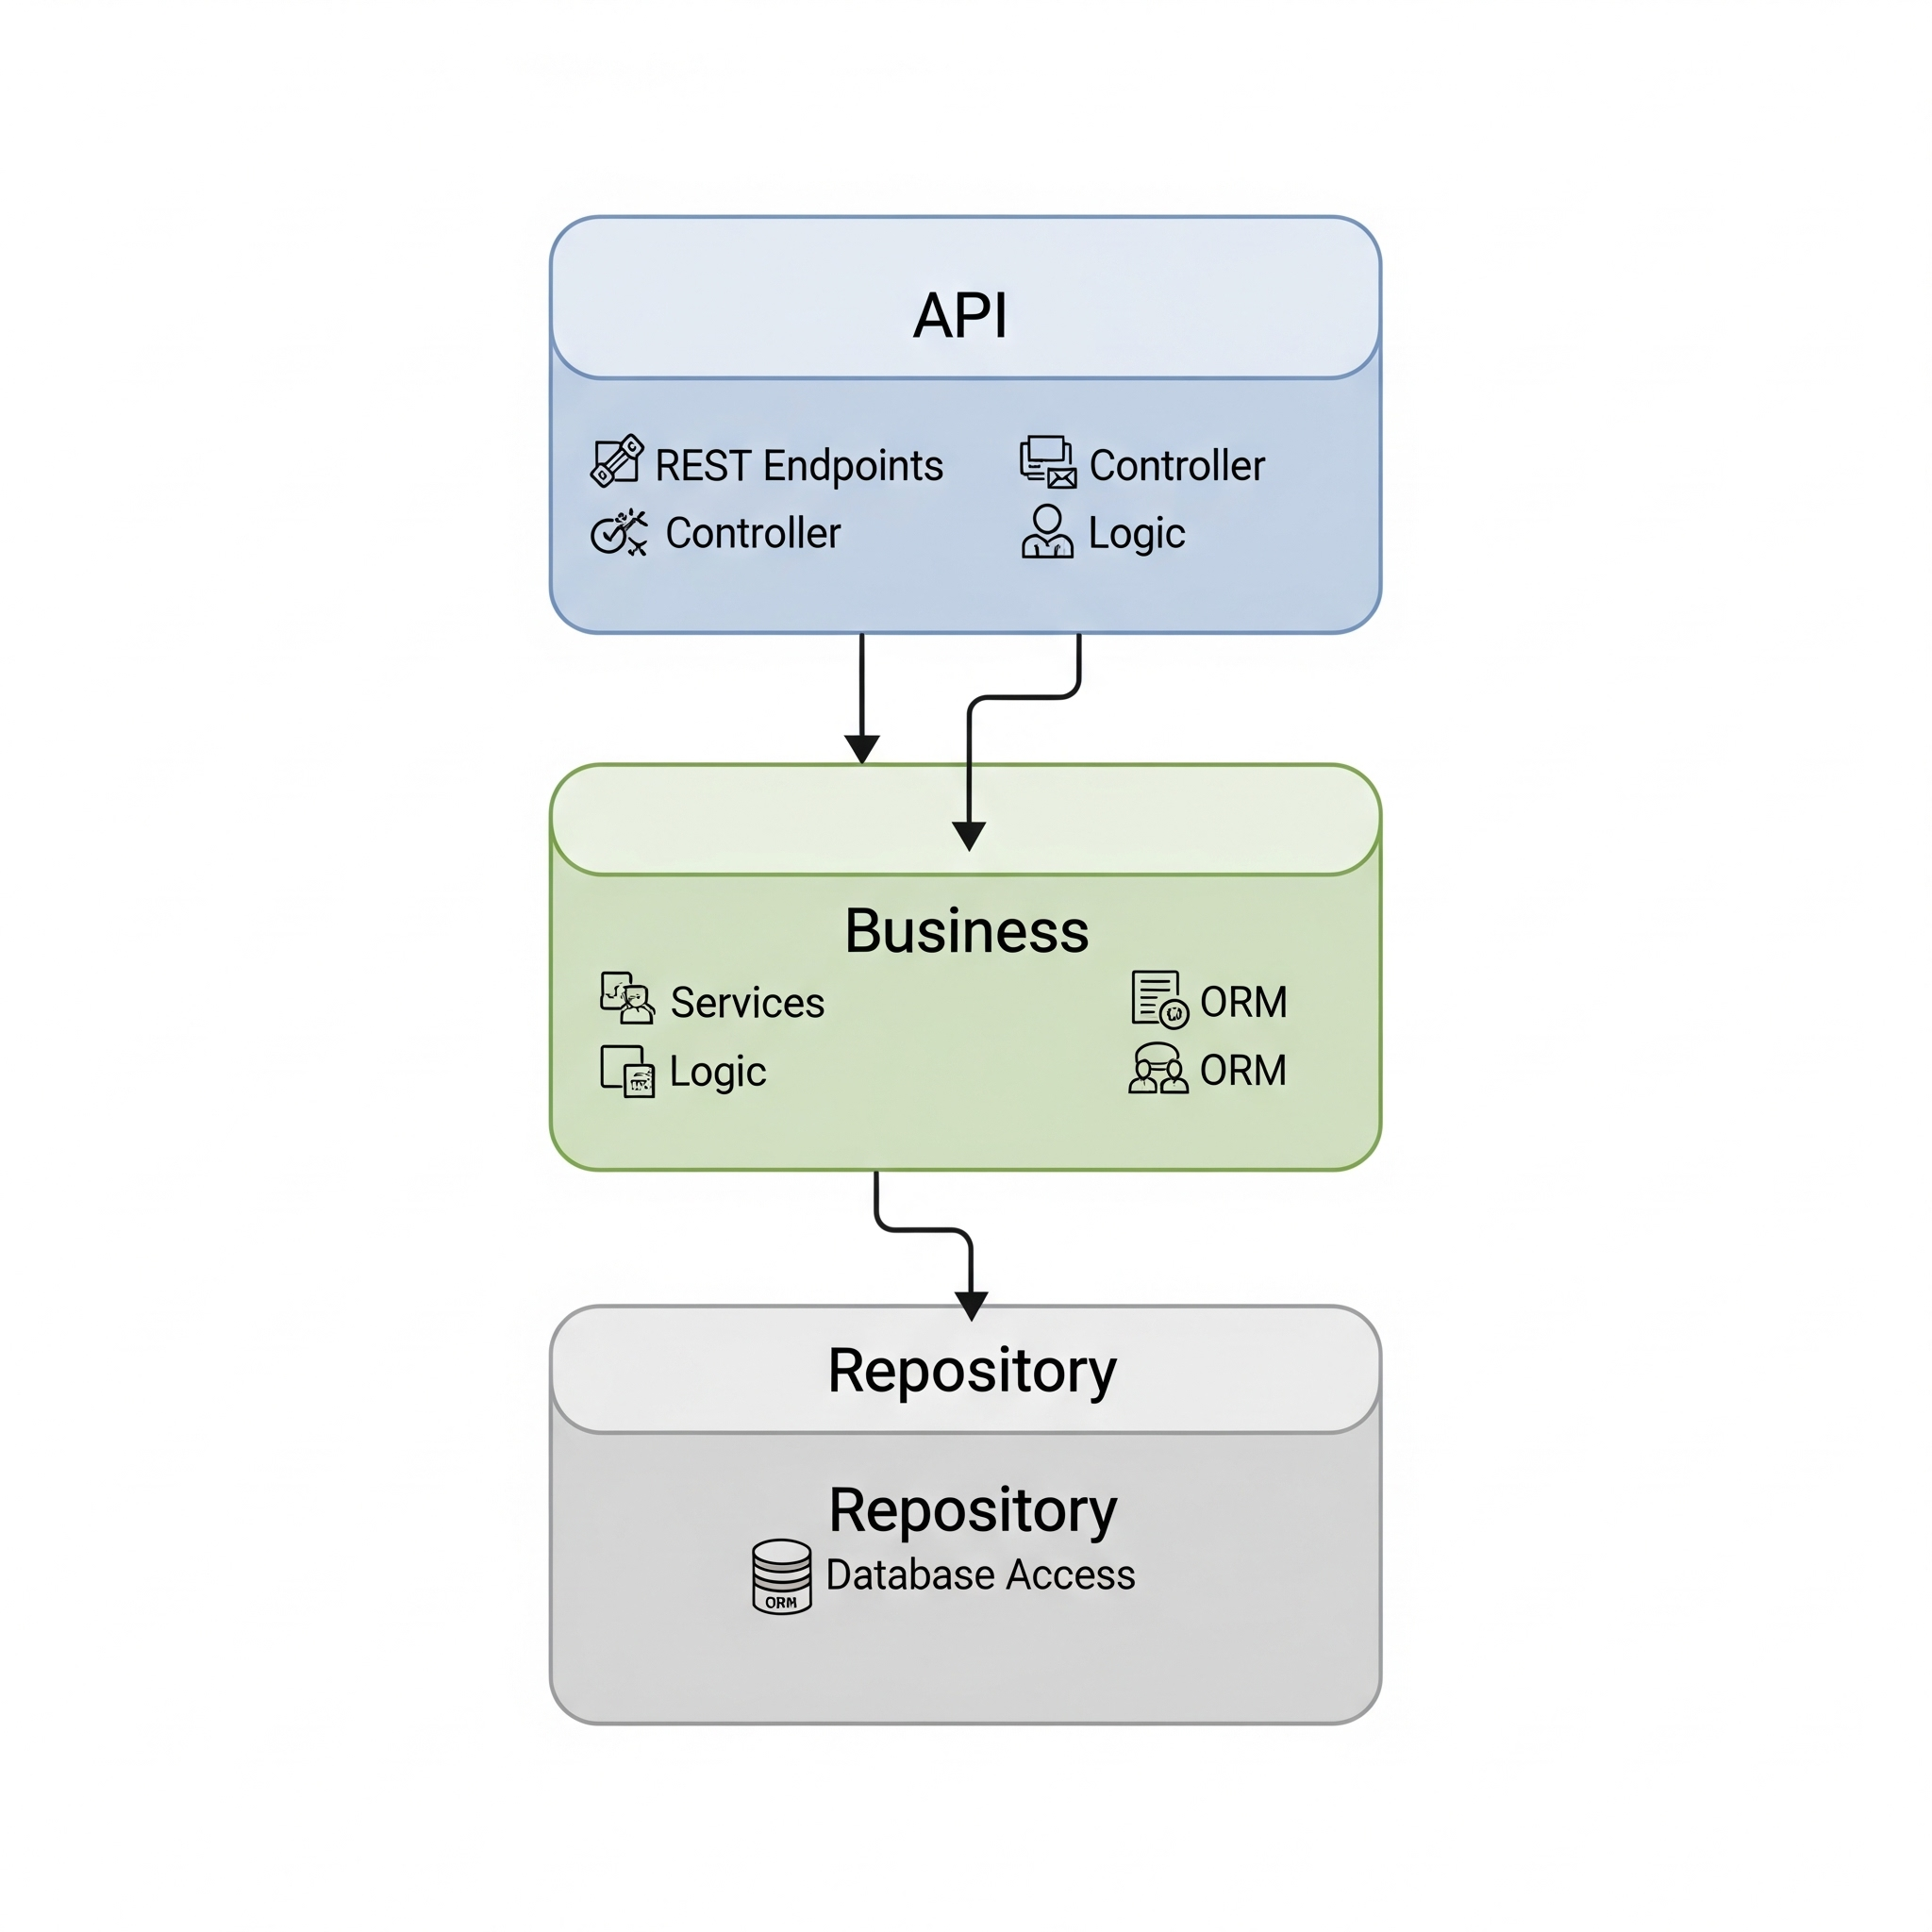 API
REST Endpoints
Controller
Controller
Logic
Business
Services
ORM
Logic
ORM
Repository
Repository
Database Access
ORM